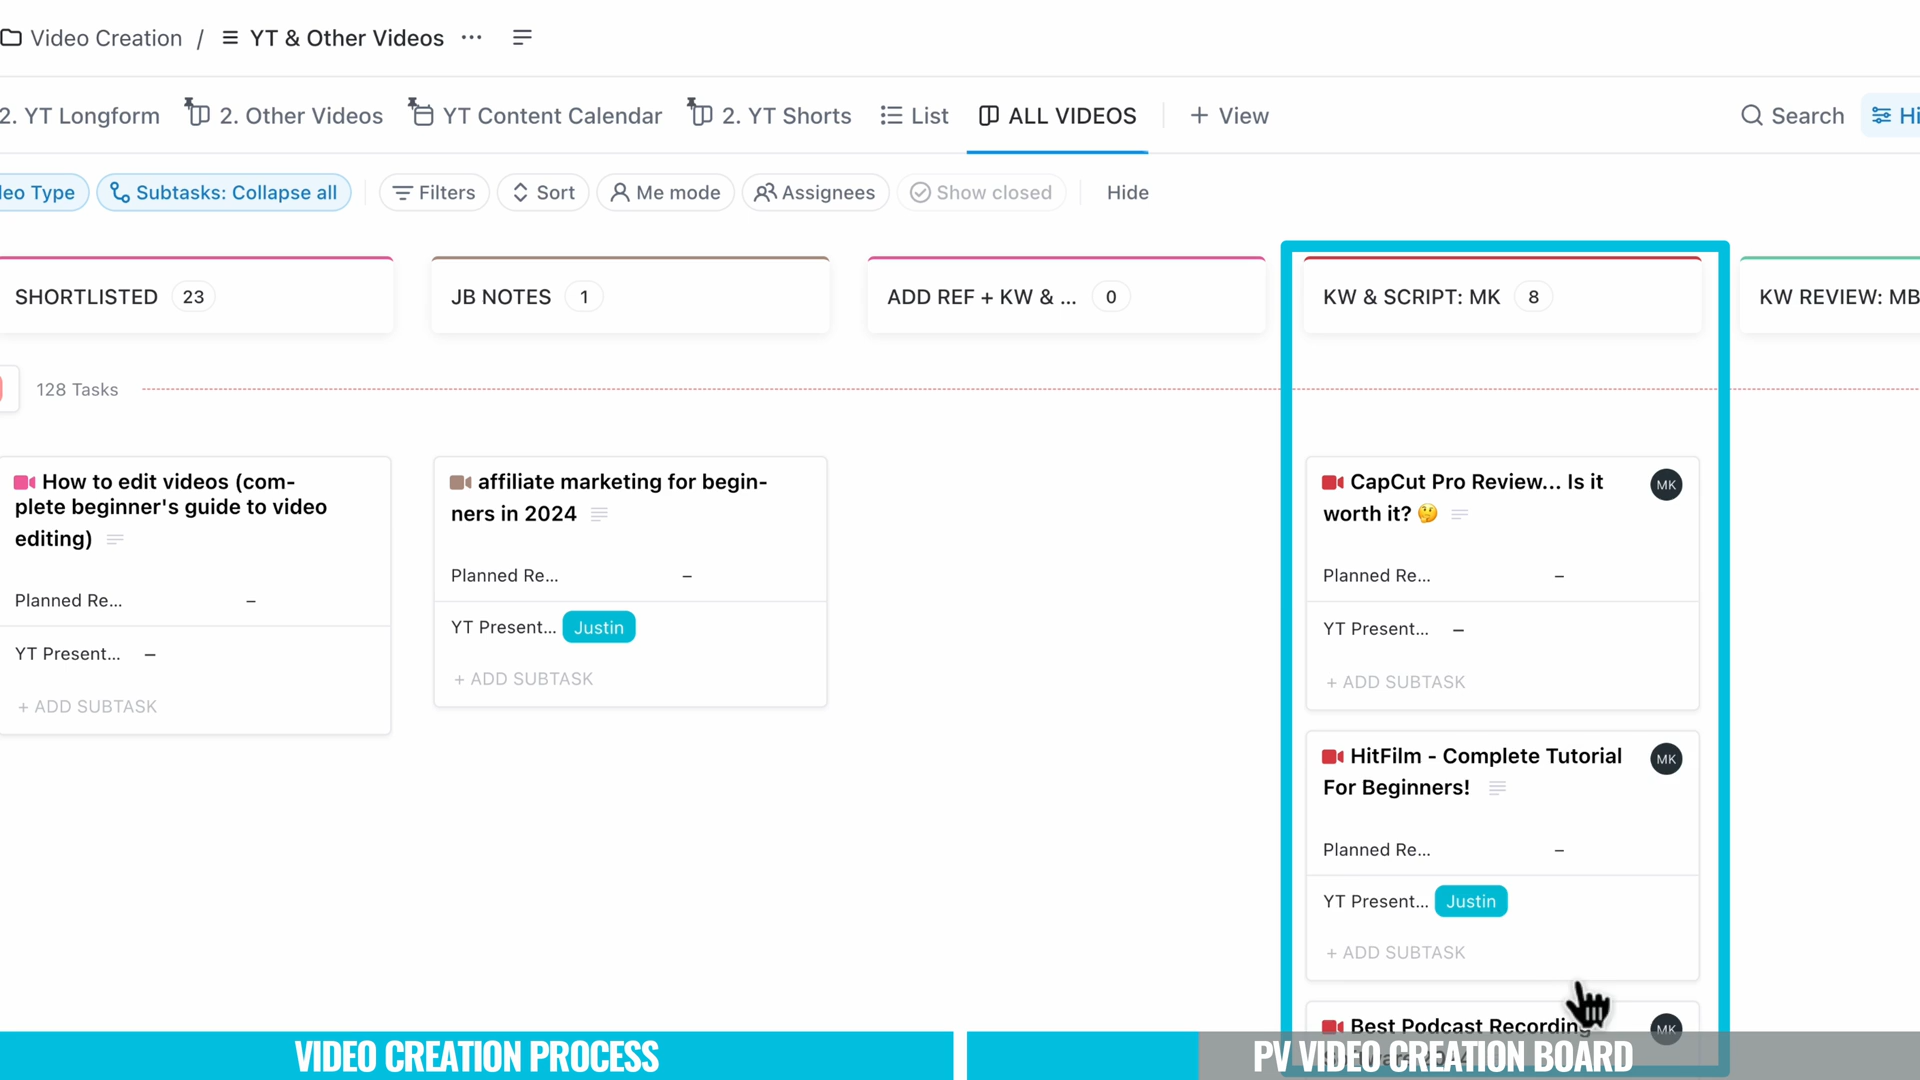 Video Creation / YT & Other Videos ...
2. YT Longform 2. Other Videos YT Content Calendar 2. YT Shorts List ALL VIDEOS + View Search Hi
eo Type Subtasks: Collapse all Filters Sort Me mode Assignees Show closed Hide
SHORTLISTED 23
JB NOTES 1
ADD REF + KW & ... 0
KW & SCRIPT: MK 8
KW REVIEW: MB
128 Tasks
How to edit videos (com-
plete beginner's guide to video
editing)
Planned Re... –
YT Present... –
+ ADD SUBTASK
affiliate marketing for begin-
ners in 2024
Planned Re... –
YT Present... Justin
+ ADD SUBTASK
CapCut Pro Review... Is it MK
worth it? 🤔
Planned Re... –
YT Present... –
+ ADD SUBTASK
HitFilm - Complete Tutorial MK
For Beginners!
Planned Re... –
YT Present... Justin
+ ADD SUBTASK
Best Podcast Recording MK
VIDEO CREATION PROCESS
PV VIDEO CREATION BOARD